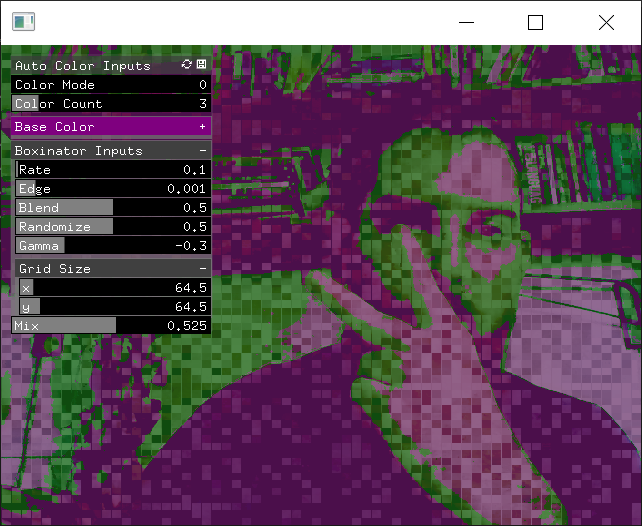 Auto Color Inputs
Color Mode 0
Color Count 3
Base Color +
Boxinator Inputs -
Rate 0.1
Edge 0.001
Blend 0.5
Randomize 0.5
Gamma -0.3
Grid Size -
x 64.5
y 64.5
Mix 0.525